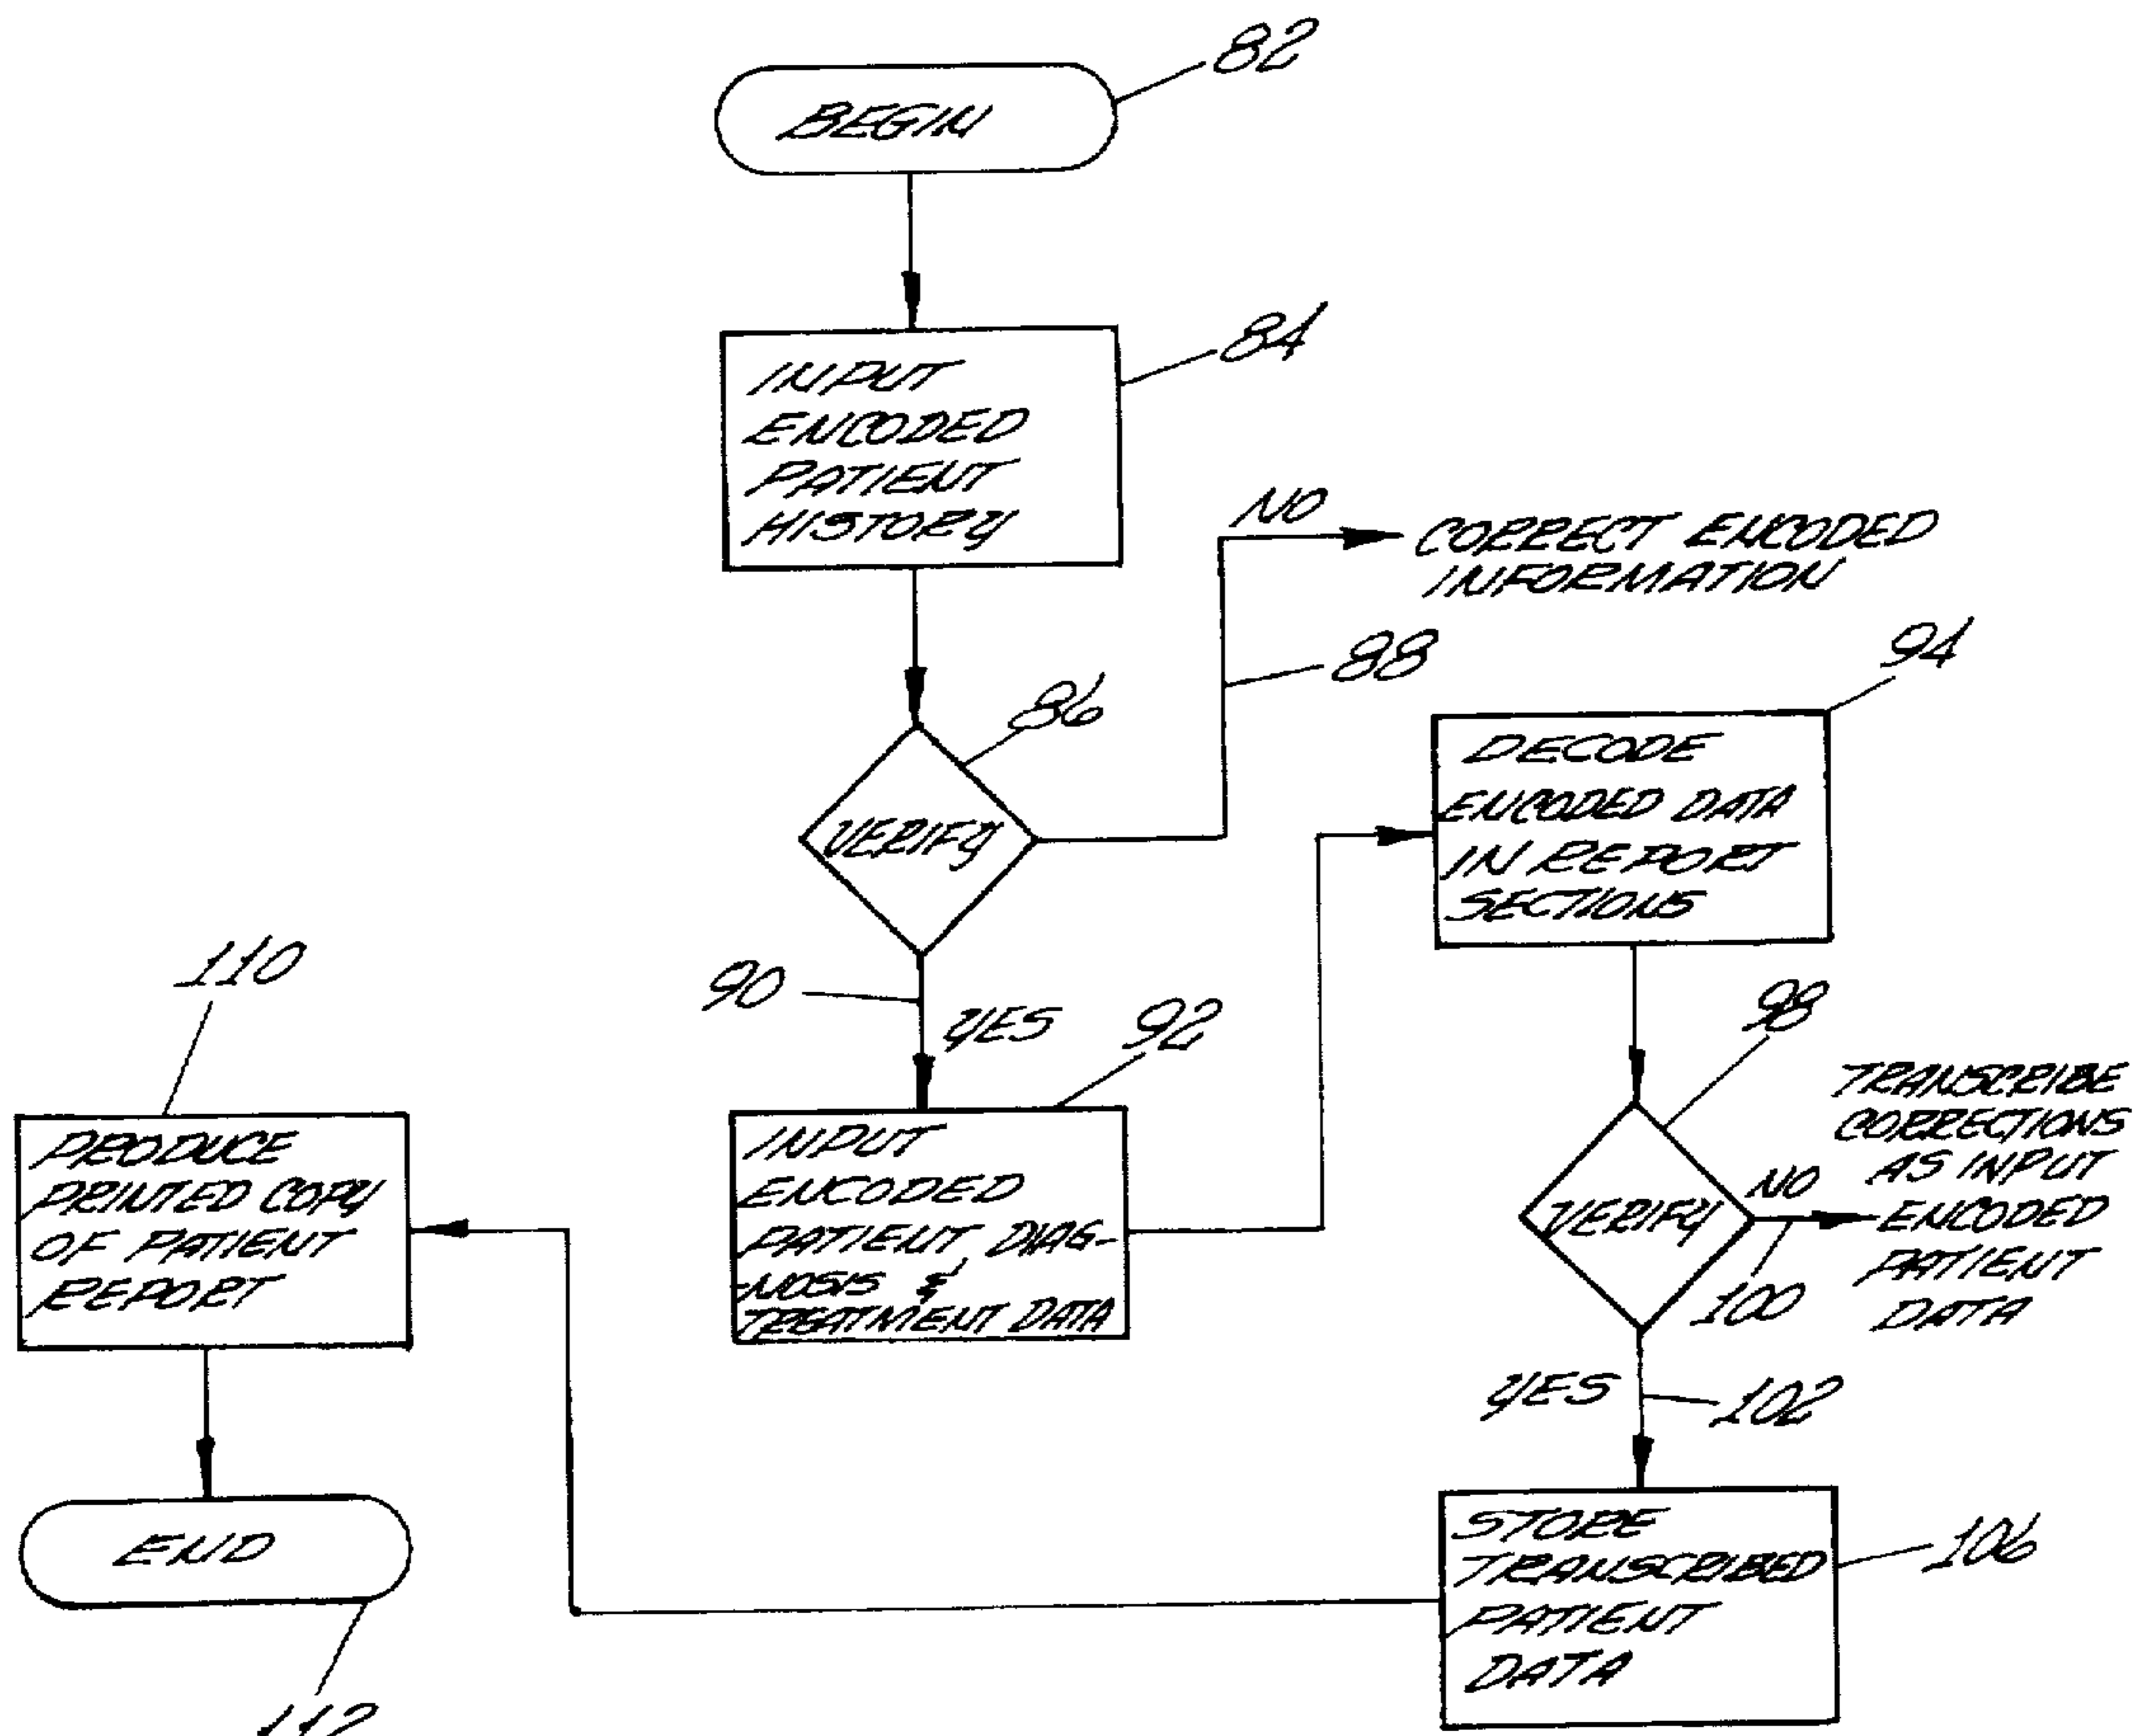 82
BEGIN
84
INPUT
ENCODED
PATIENT
HISTORY
NO
CORRECT ENCODED
INFORMATION
88
86
VERIFY
94
DECODE
ENCODED DATA
IN REPORT
SECTIONS
90
YES
92
INPUT
ENCODED
PATIENT, DIAG-
NOSIS &
TREATMENT DATA
98
VERIFY
NO
100
TRANSCRIBE
CORRECTIONS
AS INPUT
ENCODED
PATIENT
DATA
YES
102
STORE
TRANSCRIBED
PATIENT
DATA
106
110
PRODUCE
PRINTED COPY
OF PATIENT
REPORT
END
112